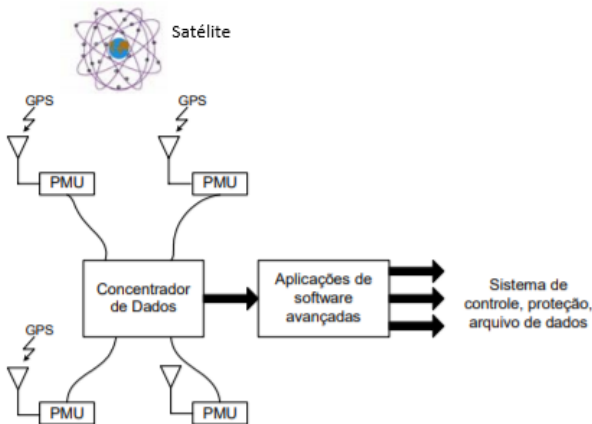 Satélite
GPS
GPS
PMU
PMU
Concentrador
de Dados
Aplicações de
software
avançadas
Sistema de
controle, proteção,
arquivo de dados
GPS
PMU
PMU